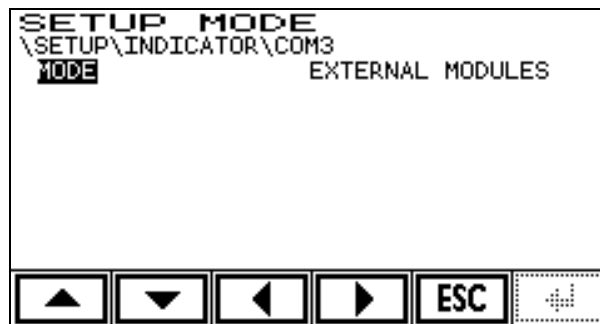 SETUP MODE
\SETUP\INDICATOR\COM3
MODE EXTERNAL MODULES
ESC